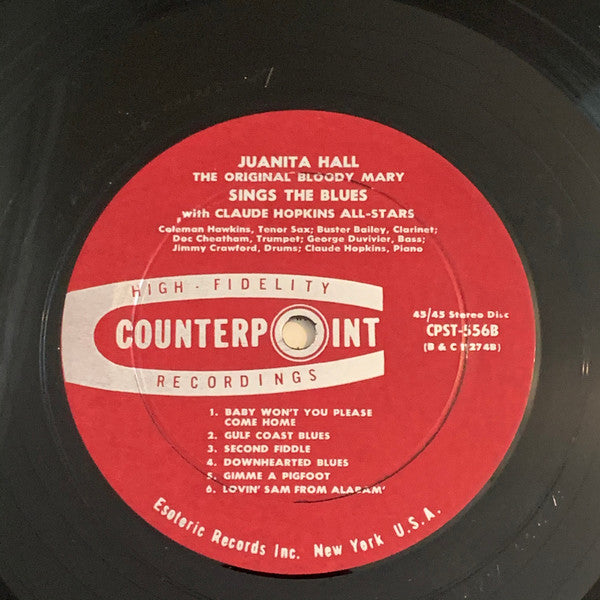 JUANITA HALL
THE ORIGINAL BLOODY MARY
SINGS THE BLUES
with CLAUDE HOPKINS ALL-STARS
Coleman Hawkins, Tenor Sax; Buster Bailey, Clarinet;
Doc Cheatham, Trumpet; George Duvivier, Bass;
Jimmy Crawford, Drums; Claude Hopkins, Piano
HIGH - FIDELITY
COUNTERPOINT
RECORDINGS
45/45 Stereo Disc
CPST-556B
(B & C T 274B)
1. BABY WON'T YOU PLEASE
COME HOME
2. GULF COAST BLUES
3. SECOND FIDDLE
4. DOWNHEARTED BLUES
5. GIMME A PIGFOOT
6. LOVIN' SAM FROM ALABAM'
Esoteric Records Inc. New York U.S.A.